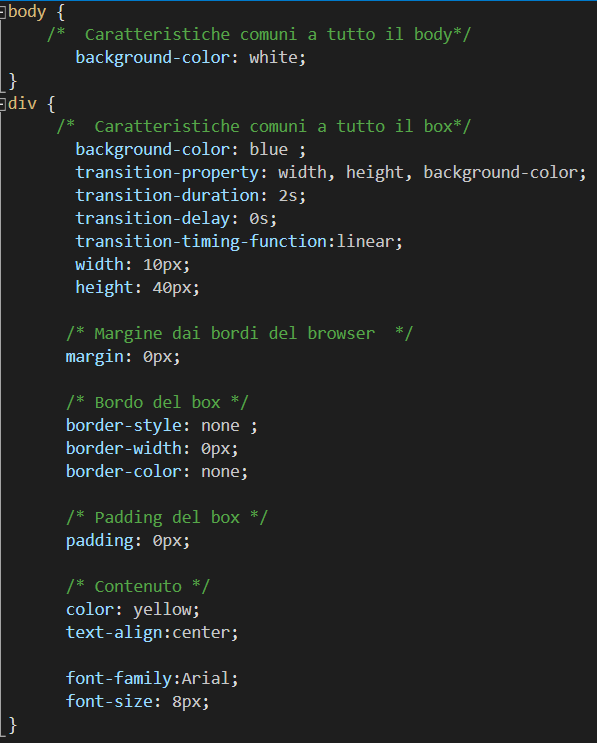 body {
/*  Caratteristiche comuni a tutto il body*/
background-color: white;
}
div {
/*  Caratteristiche comuni a tutto il box*/
background-color: blue ;
transition-property: width, height, background-color;
transition-duration: 2s;
transition-delay: 0s;
transition-timing-function:linear;
width: 10px;
height: 40px;
/* Margine dai bordi del browser  */
margin: 0px;
/* Bordo del box */
border-style: none ;
border-width: 0px;
border-color: none;
/* Padding del box */
padding: 0px;
/* Contenuto */
color: yellow;
text-align:center;
font-family:Arial;
font-size: 8px;
}